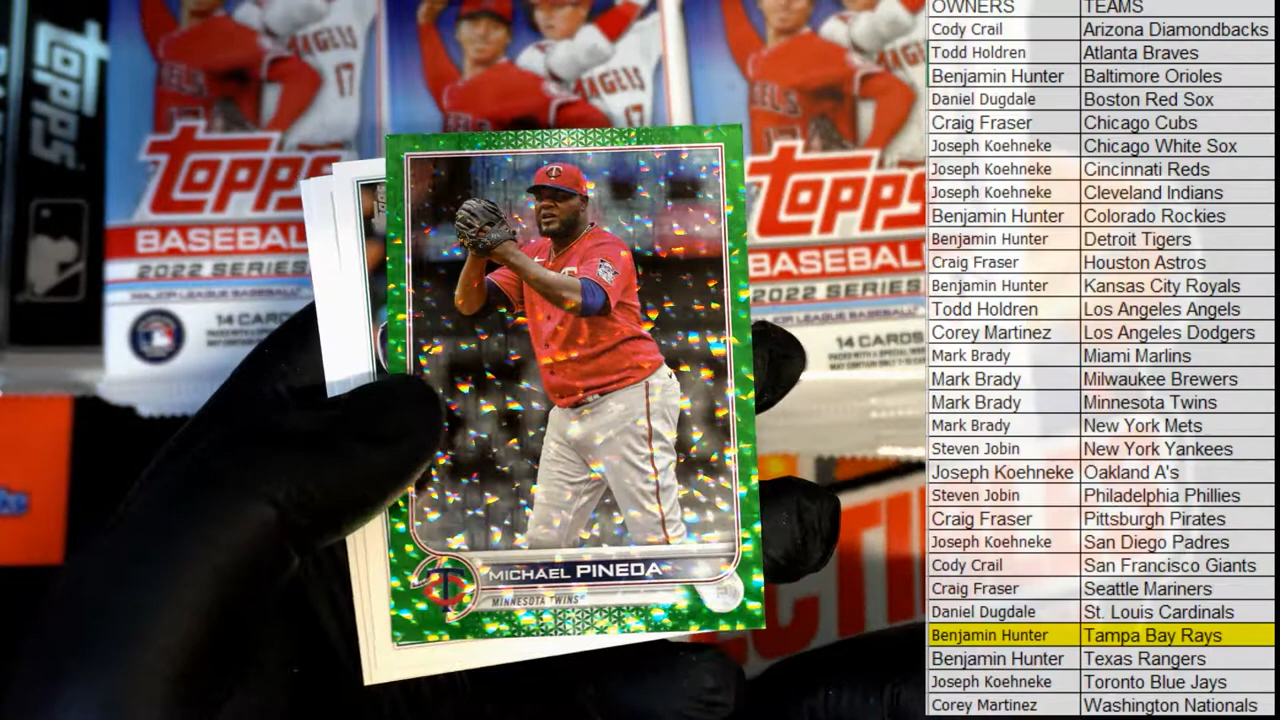 Topps
TOPPS
BASEBALL
2022 SERIES
MAJOR LEAGUE BASEBALL
14 CARDS
ANGELS
17
ANGELS
17
TOPPS
BASEBALL
2022 SERIES
MAJOR LEAGUE BASEBALL
14 CARDS
MICHAEL PINEDA
MINNESOTA TWINS®
OWNERS TEAMS
Cody Crail Arizona Diamondbacks
Todd Holdren Atlanta Braves
Benjamin Hunter Baltimore Orioles
Daniel Dugdale Boston Red Sox
Craig Fraser Chicago Cubs
Joseph Koehneke Chicago White Sox
Joseph Koehneke Cincinnati Reds
Joseph Koehneke Cleveland Indians
Benjamin Hunter Colorado Rockies
Benjamin Hunter Detroit Tigers
Craig Fraser Houston Astros
Benjamin Hunter Kansas City Royals
Todd Holdren Los Angeles Angels
Corey Martinez Los Angeles Dodgers
Mark Brady Miami Marlins
Mark Brady Milwaukee Brewers
Mark Brady Minnesota Twins
Mark Brady New York Mets
Steven Jobin New York Yankees
Joseph Koehneke Oakland A's
Steven Jobin Philadelphia Phillies
Craig Fraser Pittsburgh Pirates
Joseph Koehneke San Diego Padres
Cody Crail San Francisco Giants
Craig Fraser Seattle Mariners
Daniel Dugdale St. Louis Cardinals
Benjamin Hunter Tampa Bay Rays
Benjamin Hunter Texas Rangers
Joseph Koehneke Toronto Blue Jays
Corey Martinez Washington Nationals